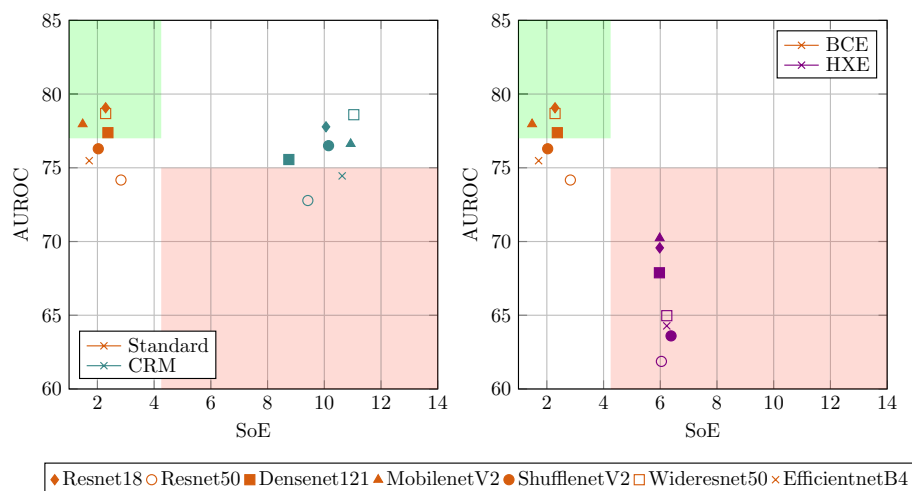 85
80
75
70
65
60
AUROC
2
4
6
8
10
12
14
SoE
Standard
CRM
85
80
75
70
65
60
AUROC
2
4
6
8
10
12
14
SoE
BCE
HXE
Resnet18 Resnet50 Densenet121 MobilenetV2 ShufflenetV2 Wideresnet50 EfficientnetB4